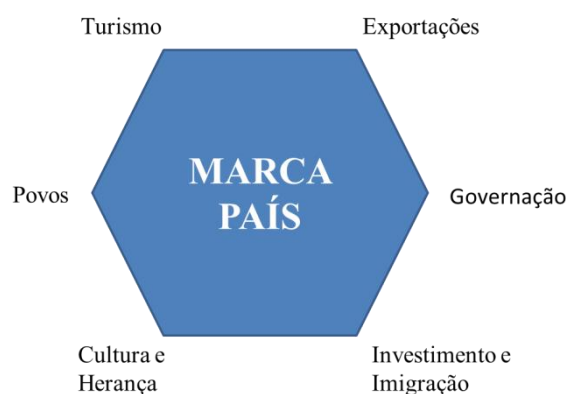 Turismo
Exportações
MARCA
PAÍS
Povos
Governação
Cultura e
Herança
Investimento e
Imigração